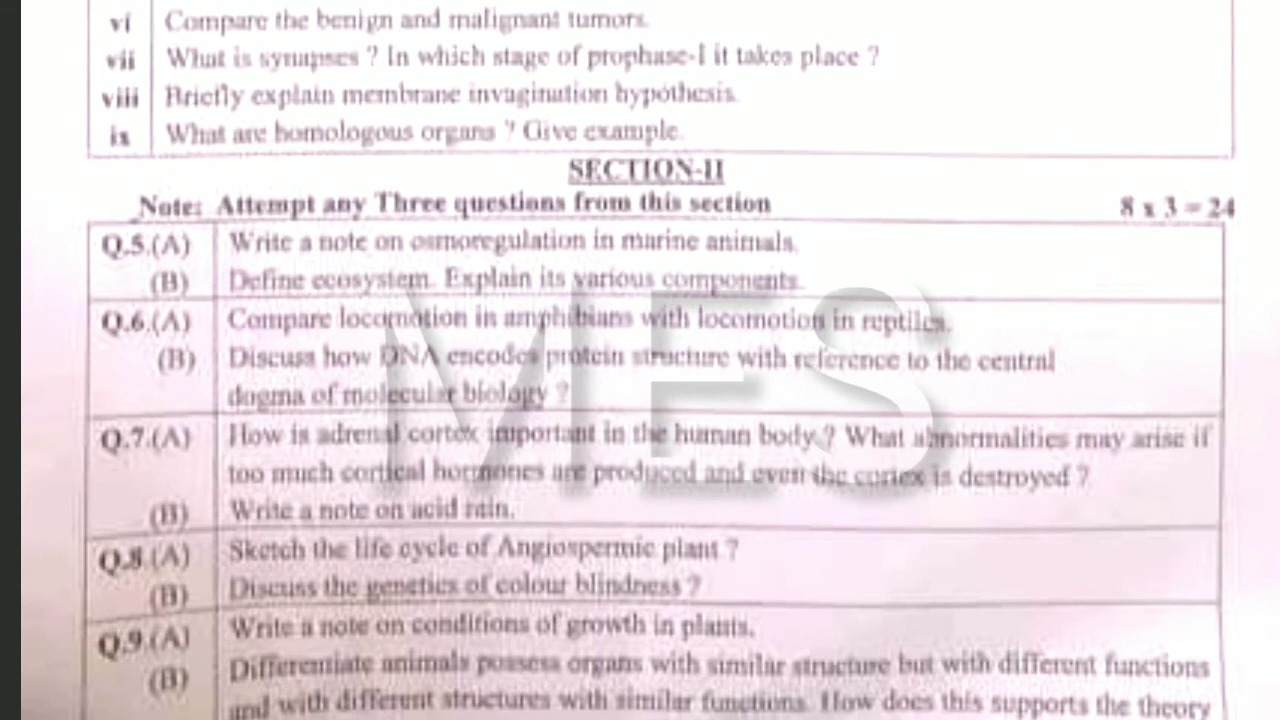 vi Compare the benign and malignant tumors.
vii What is synapses ? In which stage of prophase-I it takes place ?
viii Briefly explain membrane invagination hypothesis.
ix What are homologous organs ? Give example.
SECTION-II
Note: Attempt any Three questions from this section 8 x 3 = 24
Q.5.(A) Write a note on osmoregulation in marine animals.
(B) Define ecosystem. Explain its various components.
Q.6.(A) Compare locomotion in amphibians with locomotion in reptiles.
(B) Discuss how DNA encodes protein structure with reference to the central
dogma of molecular biology ?
Q.7.(A) How is adrenal cortex important in the human body.? What abnormalities may arise if
too much cortical hormones are produced and even the cortex is destroyed ?
(B) Write a note on acid rain.
Q.8.(A) Sketch the life cycle of Angiospermic plant ?
(B) Discuss the genetics of colour blindness ?
Q.9.(A) Write a note on conditions of growth in plants.
(B) Differentiate animals possess organs with similar structure but with different functions
and with different structures with similar functions. How does this supports the theory
MES